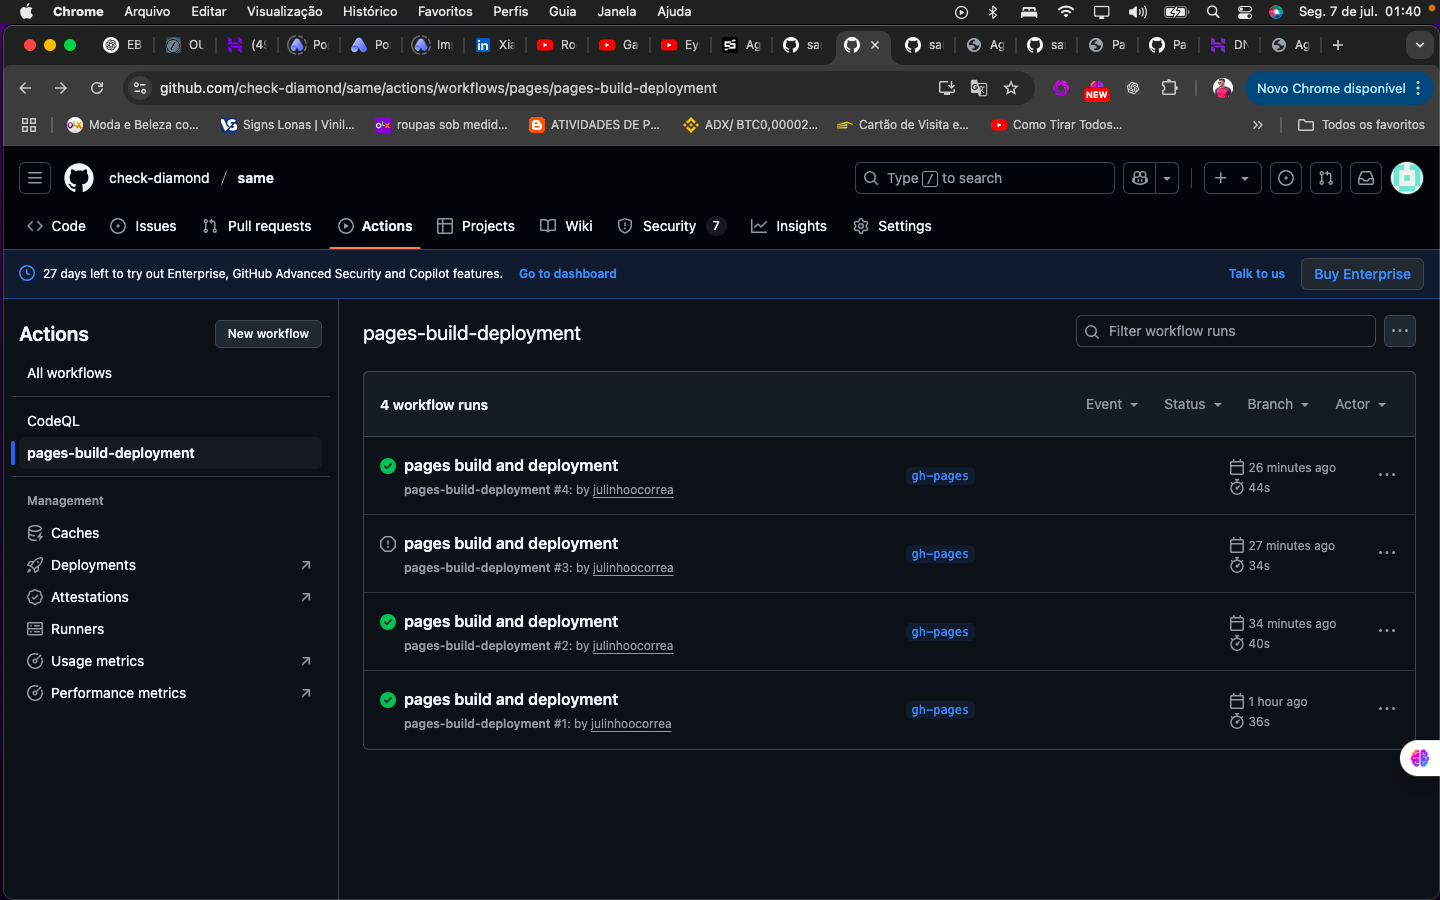 Chrome Arquivo Editar Visualização Histórico Favoritos Perfis Guia Janela Ajuda Seg. 7 de jul. 01:40
EB OU (4 Po Po Im Xia Ro Ga Ey Ag sa sa Ag sa Pa Pa DN Ag
github.com/check-diamond/same/actions/workflows/pages/pages-build-deployment NEW Novo Chrome disponível
Moda e Beleza co... Signs Lonas | Vinil... roupas sob medid... ATIVIDADES DE P... ADX/ BTC0,00002... Cartão de Visita e... Como Tirar Todos... Todos os favoritos
check-diamond / same Type / to search
Code Issues Pull requests Actions Projects Wiki Security 7 Insights Settings
27 days left to try out Enterprise, GitHub Advanced Security and Copilot features. Go to dashboard Talk to us Buy Enterprise
Actions New workflow
All workflows
CodeQL
pages-build-deployment
Management
Caches
Deployments
Attestations
Runners
Usage metrics
Performance metrics
pages-build-deployment Filter workflow runs
4 workflow runs Event Status Branch Actor
pages build and deployment
pages-build-deployment #4: by julinhoocorrea
gh-pages
26 minutes ago
44s
pages build and deployment
pages-build-deployment #3: by julinhoocorrea
gh-pages
27 minutes ago
34s
pages build and deployment
pages-build-deployment #2: by julinhoocorrea
gh-pages
34 minutes ago
40s
pages build and deployment
pages-build-deployment #1: by julinhoocorrea
gh-pages
1 hour ago
36s